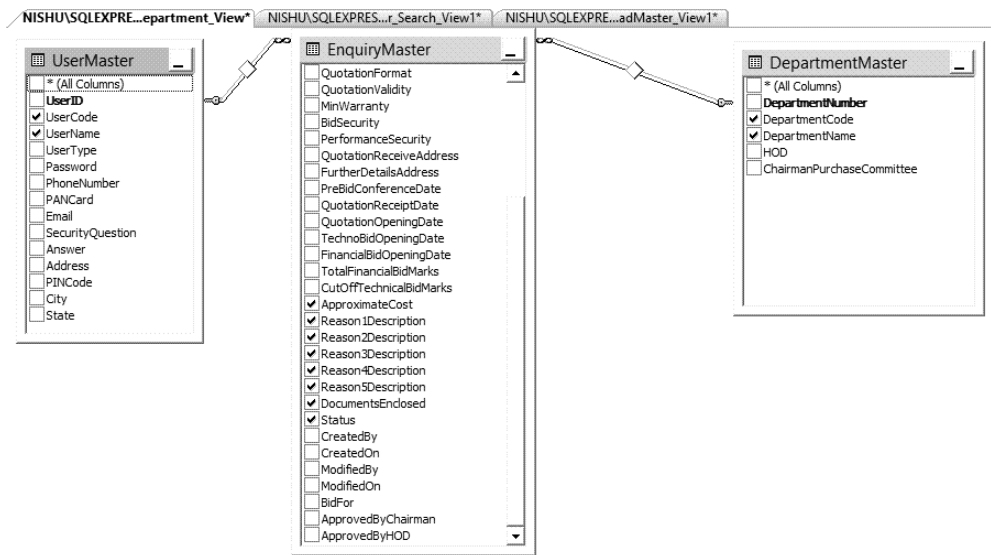 NISHU\SQLEXPRE...epartment_View* NISHU\SQLEXPRES...r_Search_View1* NISHU\SQLEXPRE...adMaster_View1*
UserMaster
* (All Columns)
UserID
UserCode
UserName
UserType
Password
PhoneNumber
PANCard
Email
SecurityQuestion
Answer
Address
PINCode
City
State
EnquiryMaster
QuotationFormat
QuotationValidity
MinWarranty
BidSecurity
PerformanceSecurity
QuotationReceiveAddress
FurtherDetailsAddress
PreBidConferenceDate
QuotationReceiptDate
QuotationOpeningDate
TechnoBidOpeningDate
FinancialBidOpeningDate
TotalFinancialBidMarks
CutOffTechnicalBidMarks
ApproximateCost
Reason1Description
Reason2Description
Reason3Description
Reason4Description
Reason5Description
DocumentsEnclosed
Status
CreatedBy
CreatedOn
ModifiedBy
ModifiedOn
BidFor
ApprovedByChairman
ApprovedByHOD
DepartmentMaster
* (All Columns)
DepartmentNumber
DepartmentCode
DepartmentName
HOD
ChairmanPurchaseCommittee